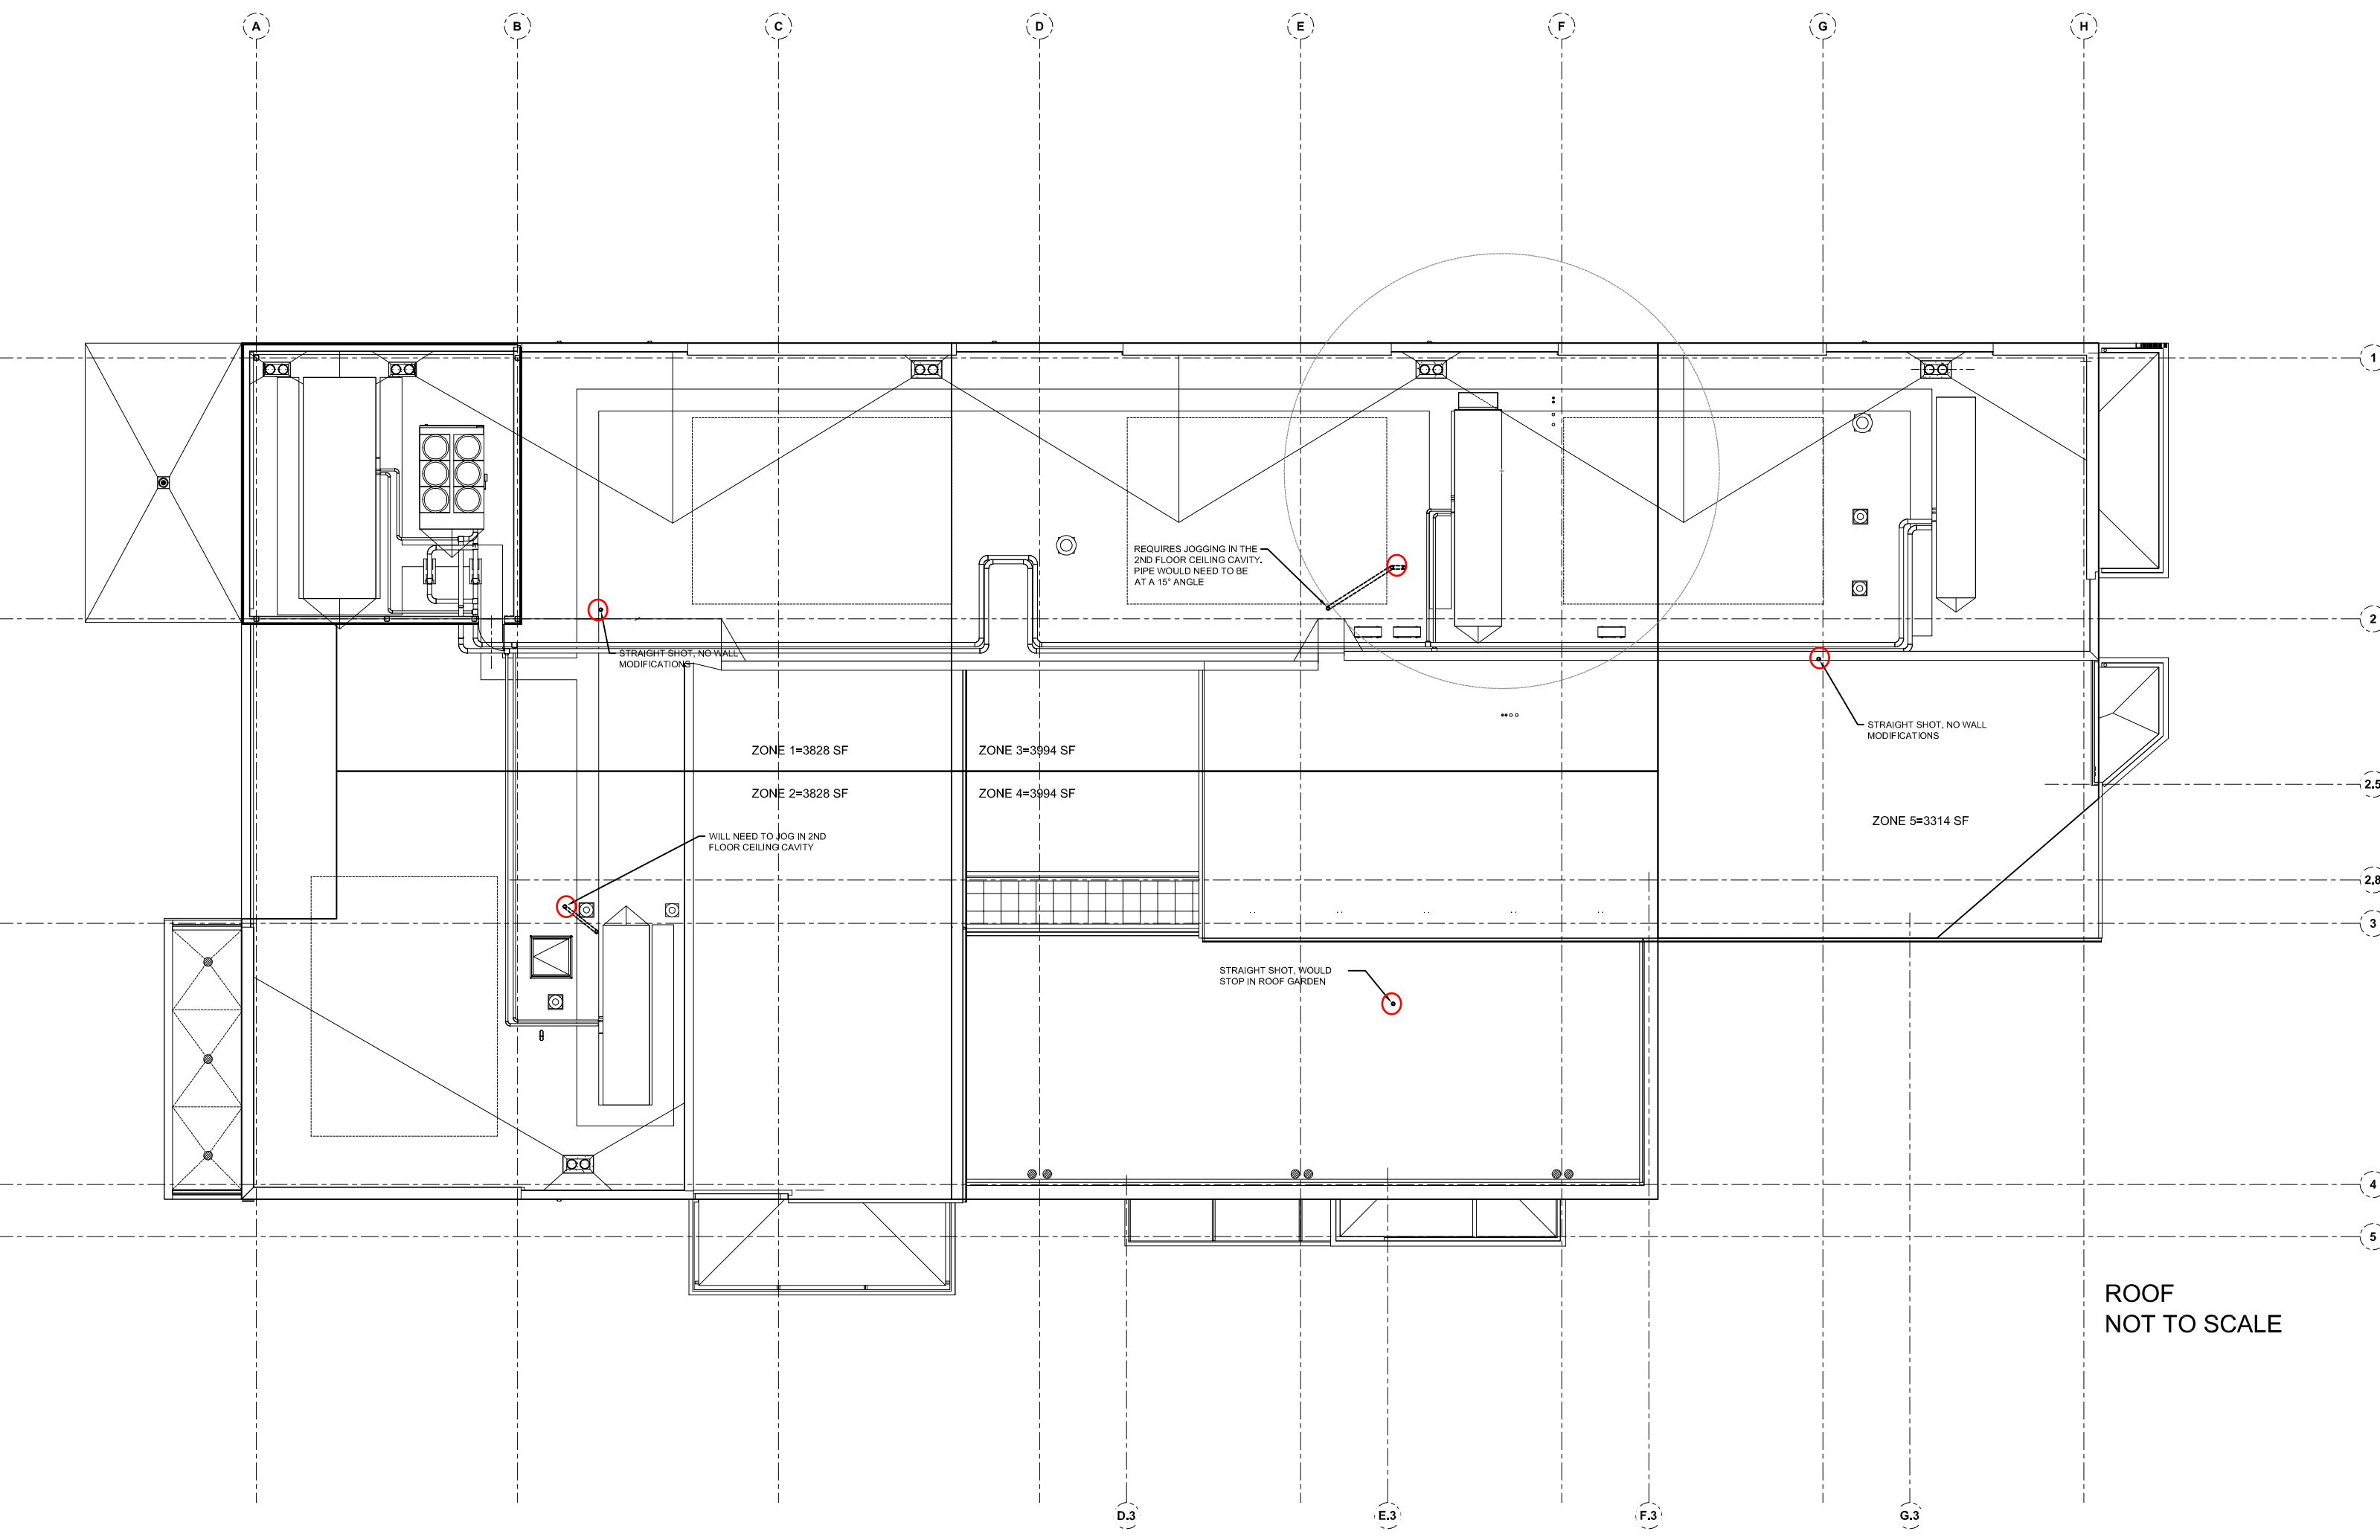 A
B
C
D
E
F
G
H
1
REQUIRES JOGGING IN THE
2ND FLOOR CEILING CAVITY.
PIPE WOULD NEED TO BE
AT A 15° ANGLE
2
STRAIGHT SHOT, NO WALL
MODIFICATIONS
STRAIGHT SHOT, NO WALL
MODIFICATIONS
ZONE 1=3828 SF
ZONE 3=3994 SF
2.5
ZONE 2=3828 SF
ZONE 4=3994 SF
ZONE 5=3314 SF
WILL NEED TO JOG IN 2ND
FLOOR CEILING CAVITY
2.8
3
STRAIGHT SHOT, WOULD
STOP IN ROOF GARDEN
4
5
ROOF
NOT TO SCALE
D.3
E.3
F.3
G.3